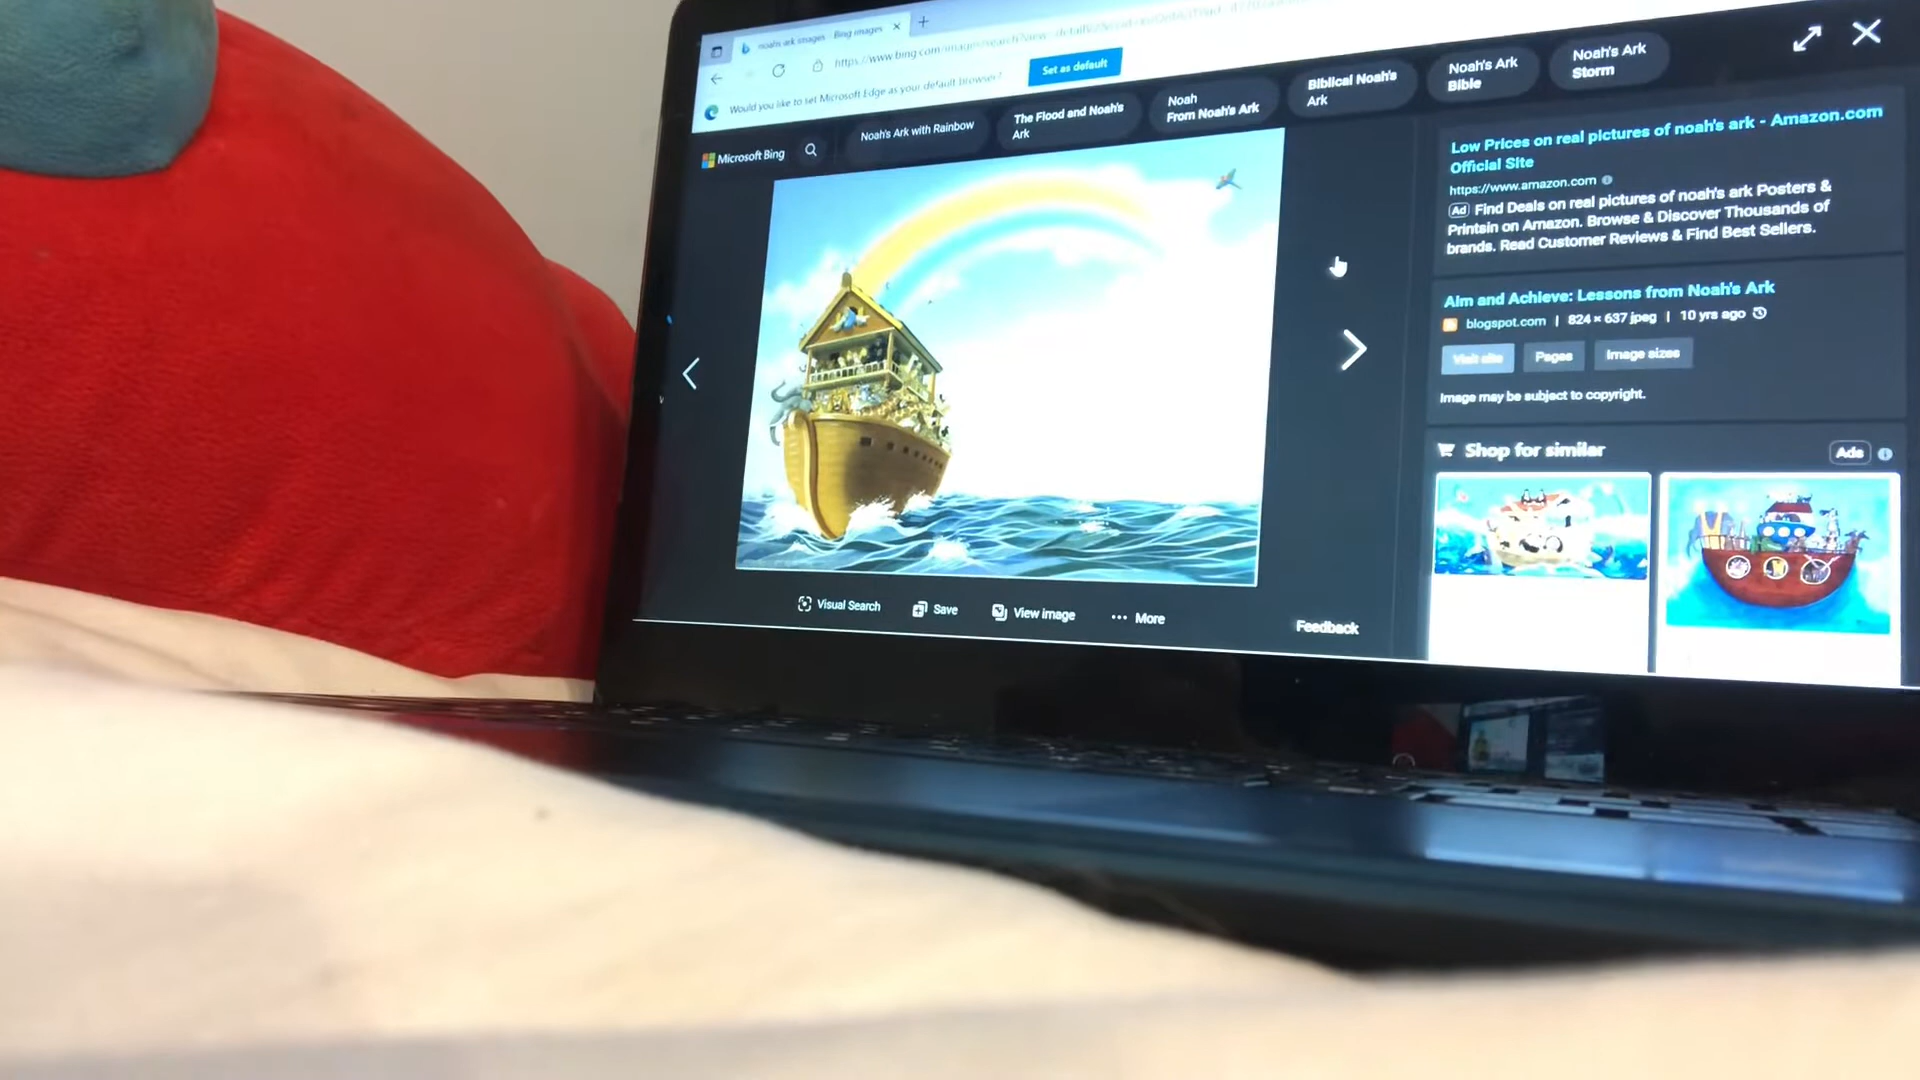 noahs ark images - Bing images
Would you like to set Microsoft Edge as your default browser?
Set as default
Microsoft Bing
Noah's Ark with Rainbow
The Flood and Noah's
Ark
Noah
From Noah's Ark
Biblical Noah's
Ark
Noah's Ark
Bible
Noah's Ark
Storm
Low Prices on real pictures of noah's ark - Amazon.com
Official Site
https://www.amazon.com
Ad Find Deals on real pictures of noah's ark Posters &
Printsin on Amazon. Browse & Discover Thousands of
brands. Read Customer Reviews & Find Best Sellers.
Aim and Achieve: Lessons from Noah's Ark
blogspot.com | 824 × 637 jpeg | 10 yrs ago
Visit site
Pages
Image sizes
Image may be subject to copyright.
Shop for similar
Ads
Visual Search
Save
View image
More
Feedback